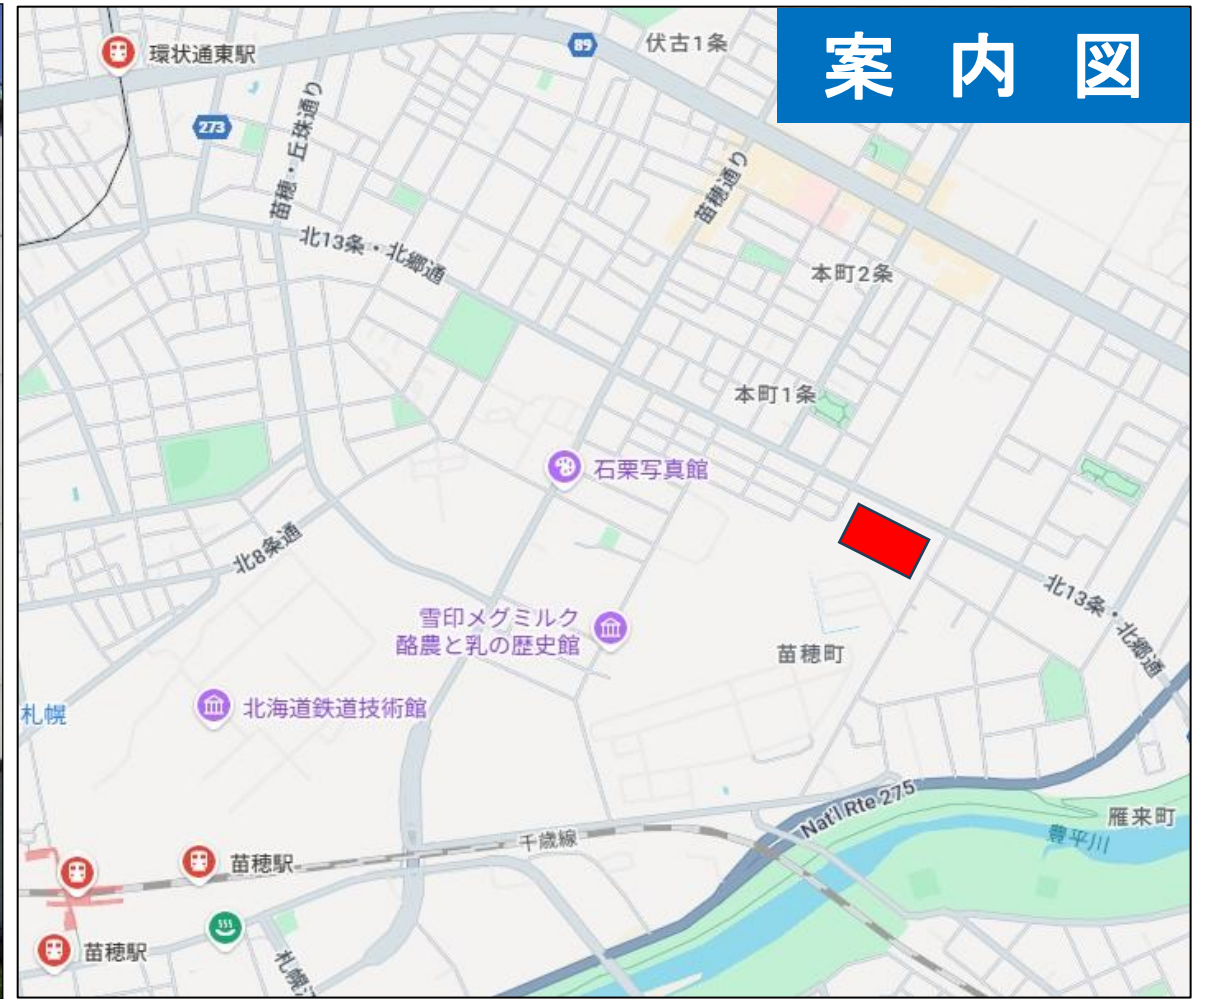 案内図
環状通東駅
89
伏古1条
273
苗穂・丘珠通り
苗穂通り
北13条・北郷通
本町2条
本町1条
石栗写真館
北8条通
雪印メグミルク
酪農と乳の歴史館
苗穂町
北13条・北郷通
北海道鉄道技術館
札幌
Nat'l Rte 275
雁来町
豊平川
千歳線
苗穂駅
苗穂駅